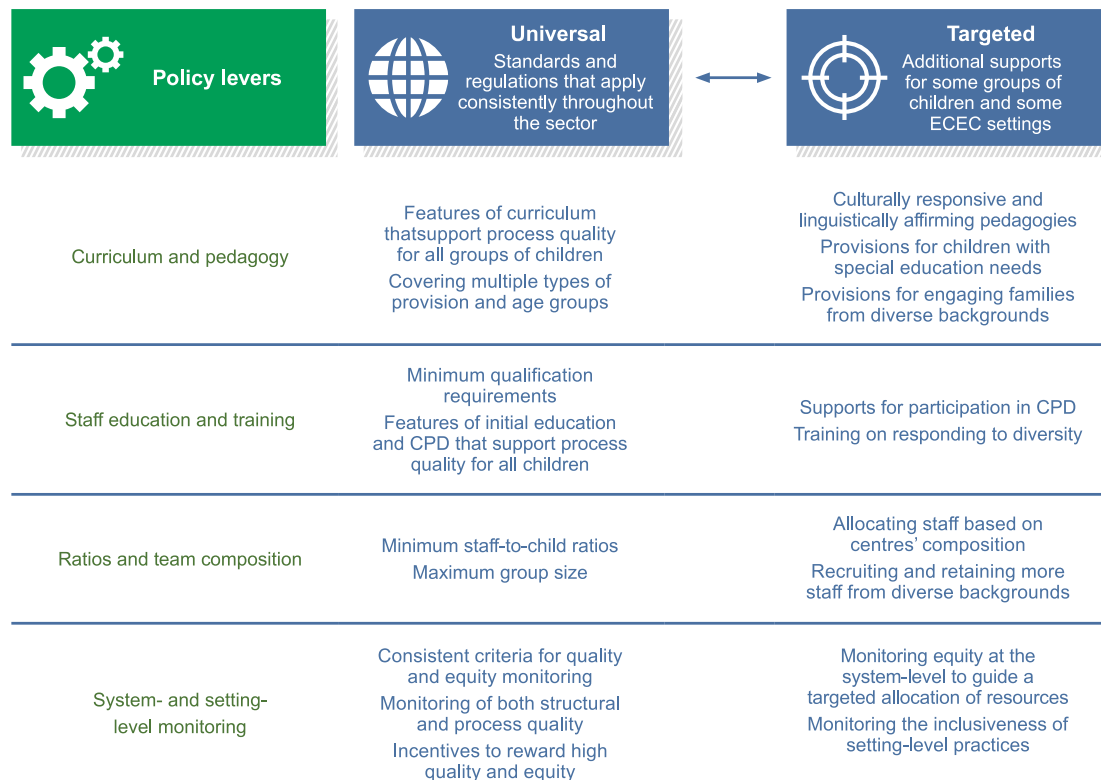 Policy levers
Universal
Standards and
regulations that apply
consistently throughout
the sector
Targeted
Additional supports
for some groups of
children and some
ECEC settings
Curriculum and pedagogy
Features of curriculum
thatsupport process quality
for all groups of children
Covering multiple types of
provision and age groups
Culturally responsive and
linguistically affirming pedagogies
Provisions for children with
special education needs
Provisions for engaging families
from diverse backgrounds
Staff education and training
Minimum qualification
requirements
Features of initial education
and CPD that support process
quality for all children
Supports for participation in CPD
Training on responding to diversity
Ratios and team composition
Minimum staff-to-child ratios
Maximum group size
Allocating staff based on
centres’ composition
Recruiting and retaining more
staff from diverse backgrounds
System- and setting-
level monitoring
Consistent criteria for quality
and equity monitoring
Monitoring of both structural
and process quality
Incentives to reward high
quality and equity
Monitoring equity at the
system-level to guide a
targeted allocation of resources
Monitoring the inclusiveness of
setting-level practices